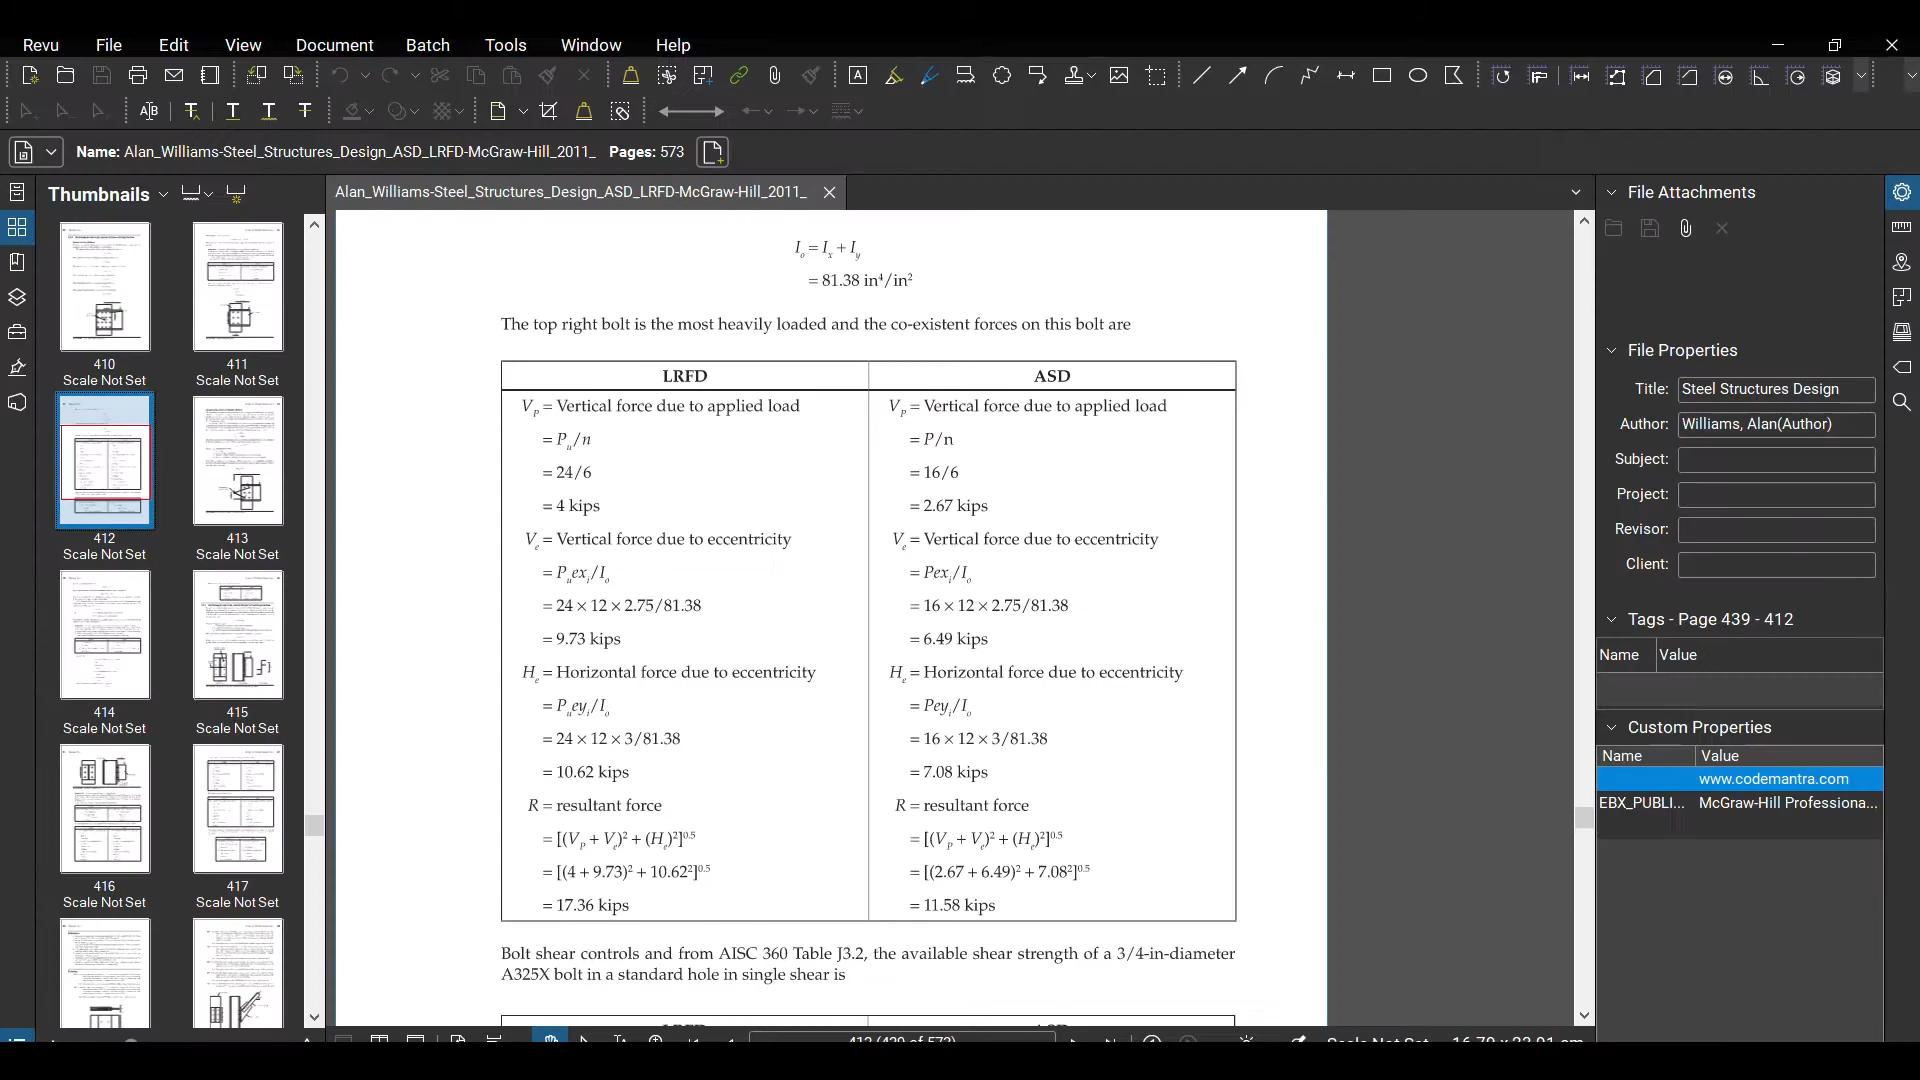 Revu File Edit View Document Batch Tools Window Help
Name: Alan_Williams-Steel_Structures_Design_ASD_LRFD-McGraw-Hill_2011_ Pages: 573
Thumbnails
Alan_Williams-Steel_Structures_Design_ASD_LRFD-McGraw-Hill_2011_
410
Scale Not Set
411
Scale Not Set
412
Scale Not Set
413
Scale Not Set
414
Scale Not Set
415
Scale Not Set
416
Scale Not Set
417
Scale Not Set
Iₒ = Iₓ + I_y
= 81.38 in⁴/in²
The top right bolt is the most heavily loaded and the co-existent forces on this bolt are
LRFD
V_p = Vertical force due to applied load
= P_u/n
= 24/6
= 4 kips
V_e = Vertical force due to eccentricity
= P_u ex_i/I_o
= 24 × 12 × 2.75/81.38
= 9.73 kips
H_e = Horizontal force due to eccentricity
= P_u ey_i/I_o
= 24 × 12 × 3/81.38
= 10.62 kips
R = resultant force
= [(V_p + V_e)² + (H_e)²]^0.5
= [(4 + 9.73)² + 10.62²]^0.5
= 17.36 kips
ASD
V_p = Vertical force due to applied load
= P/n
= 16/6
= 2.67 kips
V_e = Vertical force due to eccentricity
= Pex_i/I_o
= 16 × 12 × 2.75/81.38
= 6.49 kips
H_e = Horizontal force due to eccentricity
= Pey_i/I_o
= 16 × 12 × 3/81.38
= 7.08 kips
R = resultant force
= [(V_p + V_e)² + (H_e)²]^0.5
= [(2.67 + 6.49)² + 7.08²]^0.5
= 11.58 kips
Bolt shear controls and from AISC 360 Table J3.2, the available shear strength of a 3/4-in-diameter
A325X bolt in a standard hole in single shear is
File Attachments
File Properties
Title: Steel Structures Design
Author: Williams, Alan(Author)
Subject:
Project:
Revisor:
Client:
Tags - Page 439 - 412
Name Value
Custom Properties
Name Value
www.codemantra.com
EBX_PUBLI... McGraw-Hill Professiona...
412 (439 of 573)
Scale Not Set